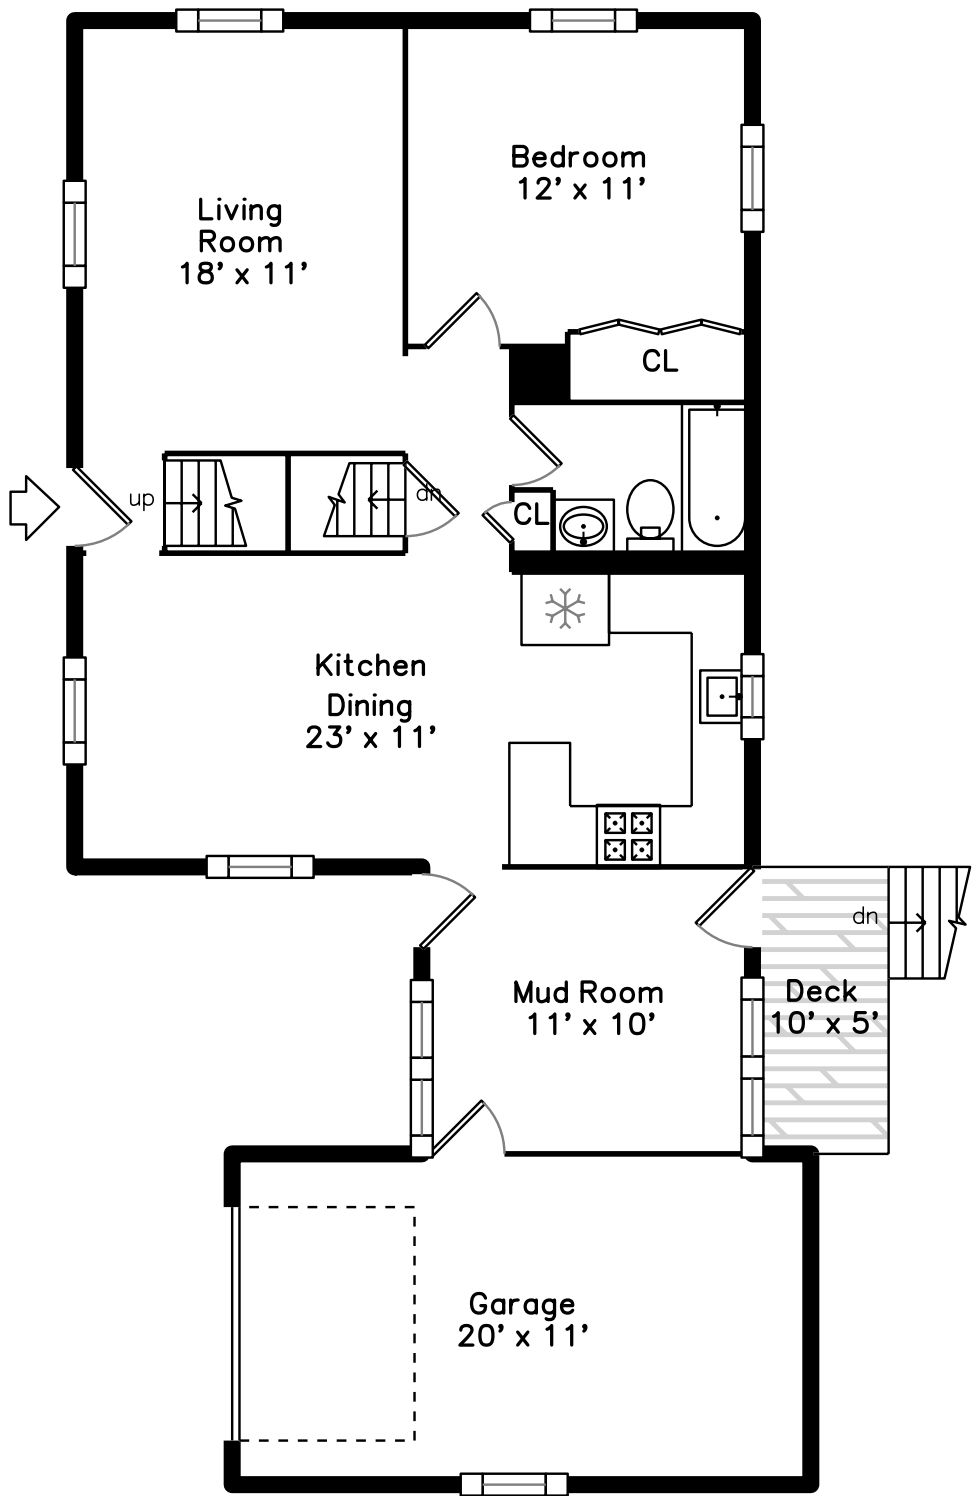 Bedroom
12' x 11'
Living
Room
18' x 11'
CL
up
dn
CL
Kitchen
Dining
23' x 11'
dn
Mud Room
11' x 10'
Deck
10' x 5'
Garage
20' x 11'